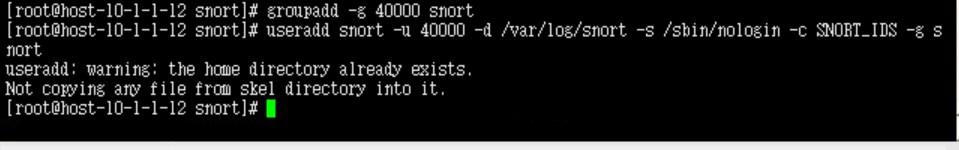 [root@host-10-1-1-12 snort]# groupadd -g 40000 snort
[root@host-10-1-1-12 snort]# useradd snort -u 40000 -d /var/log/snort -s /sbin/nologin -c SNORT_IDS -g s
nort
useradd: warning: the home directory already exists.
Not copying any file from skel directory into it.
[root@host-10-1-1-12 snort]#